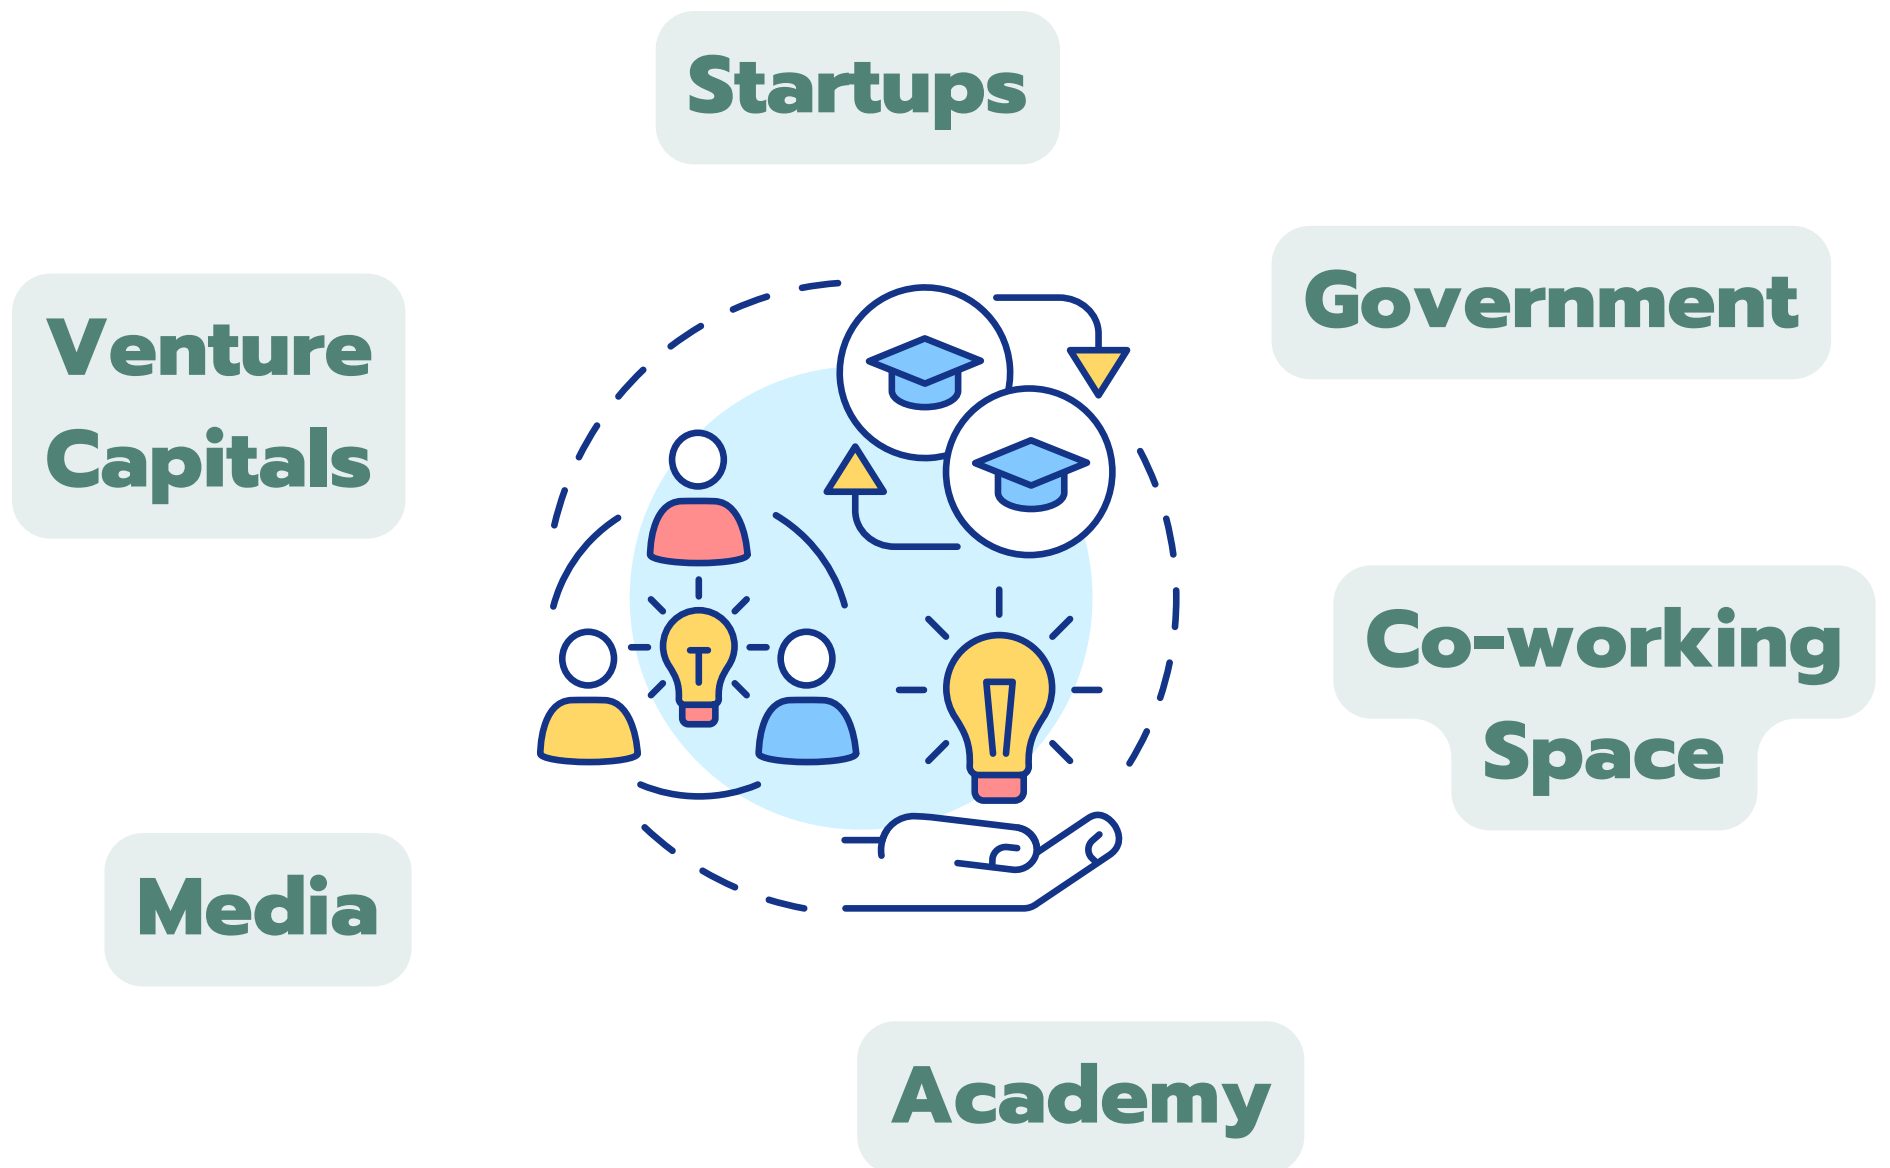 Startups
Government
Venture
Capitals
Co-working
Space
Media
Academy